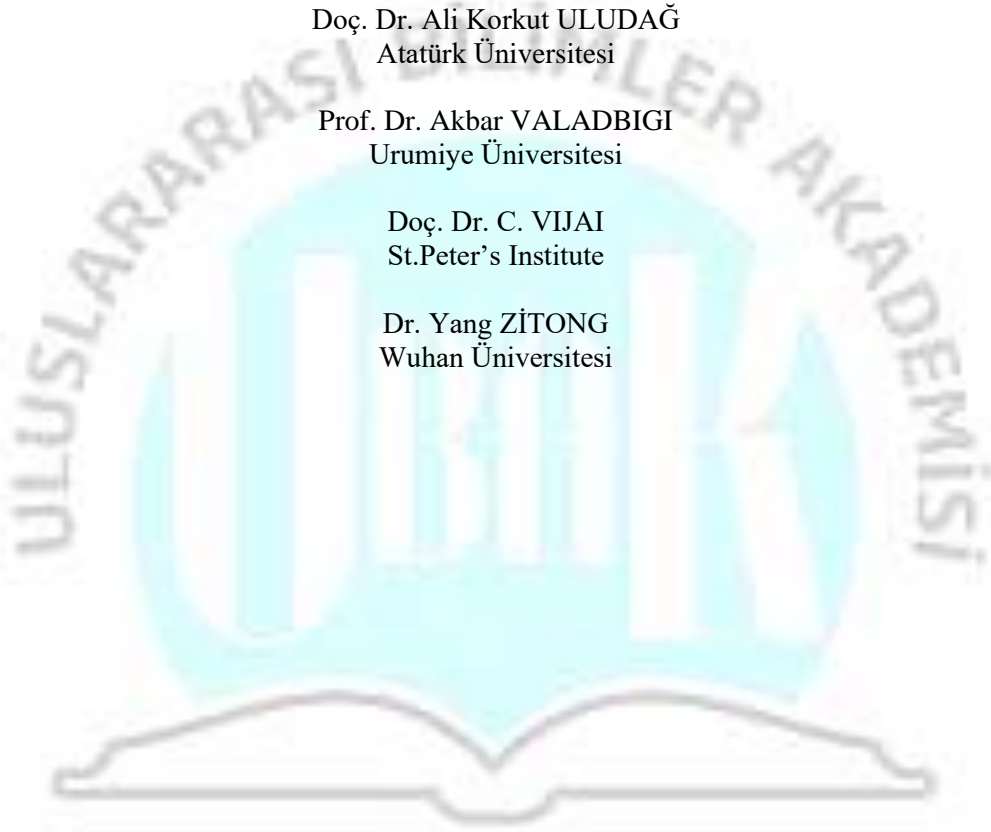 Doç. Dr. Ali Korkut ULUDAĞ
Atatürk Üniversitesi
Prof. Dr. Akbar VALADBIGI
Urumiye Üniversitesi
Doç. Dr. C. VIJAI
St.Peter’s Institute
Dr. Yang ZİTONG
Wuhan Üniversitesi
ULUSLARARASI BİLİMLER AKADEMİSİ